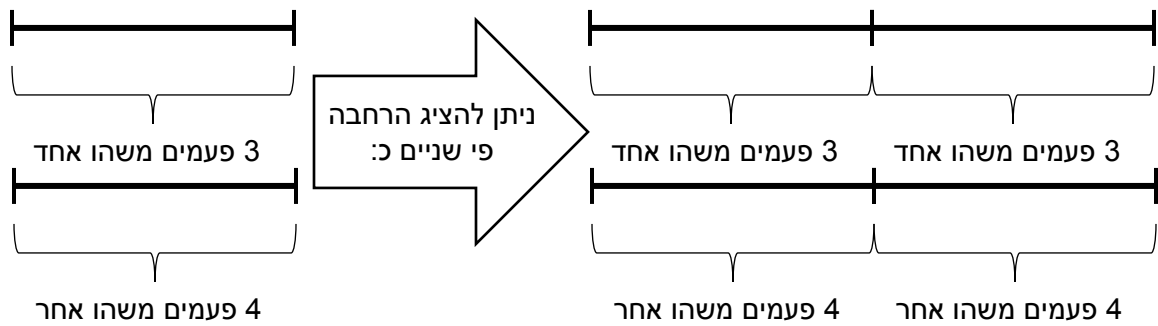 ניתן להציג הרחבה
פי שניים כ:
3 פעמים משהו אחד
3 פעמים משהו אחד
3 פעמים משהו אחד
4 פעמים משהו אחר
4 פעמים משהו אחר
4 פעמים משהו אחר